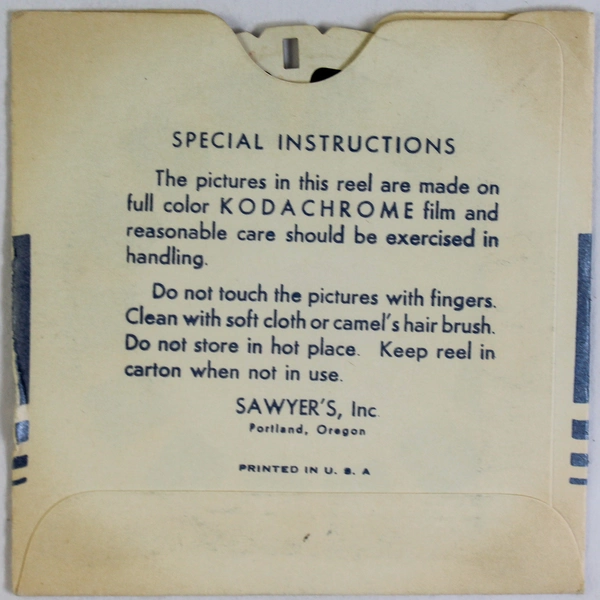 SPECIAL INSTRUCTIONS
The pictures in this reel are made on
full color KODACHROME film and
reasonable care should be exercised in
handling.
Do not touch the pictures with fingers.
Clean with soft cloth or camel's hair brush.
Do not store in hot place. Keep reel in
carton when not in use.
SAWYER'S, Inc.
Portland, Oregon
PRINTED IN U. S. A